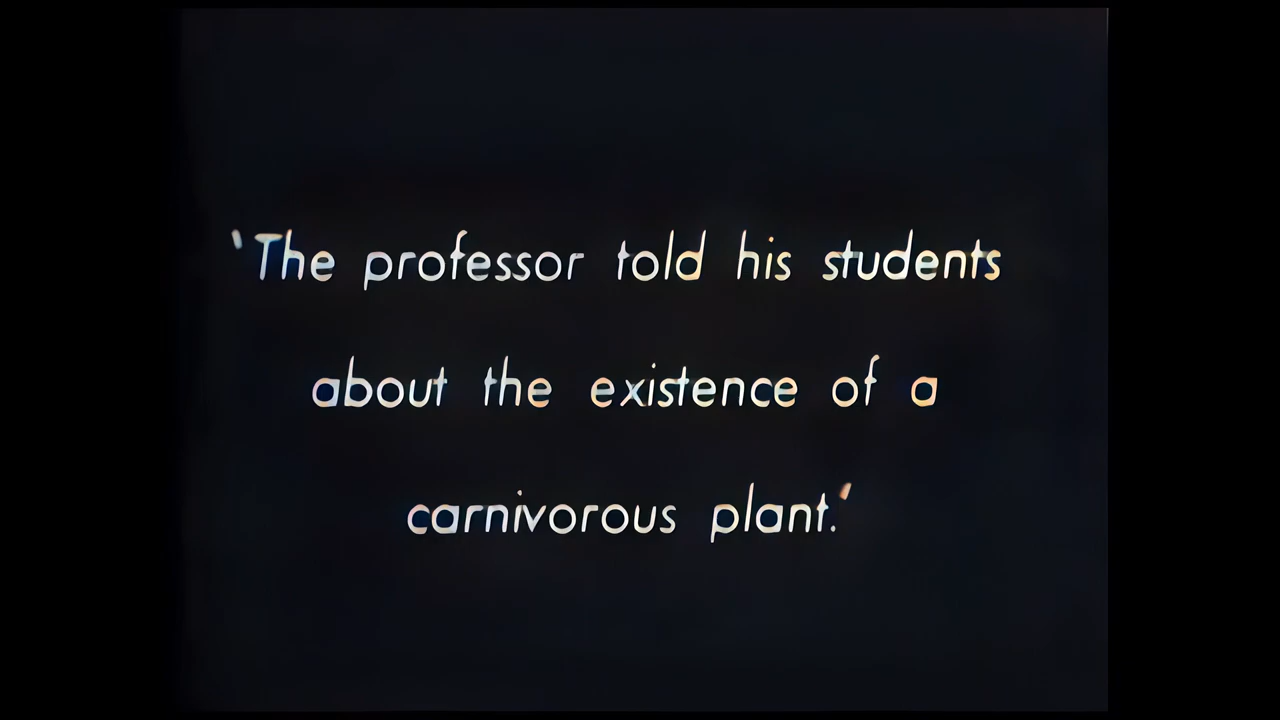 'The professor told his students
about the existence of a
carnivorous plant.'